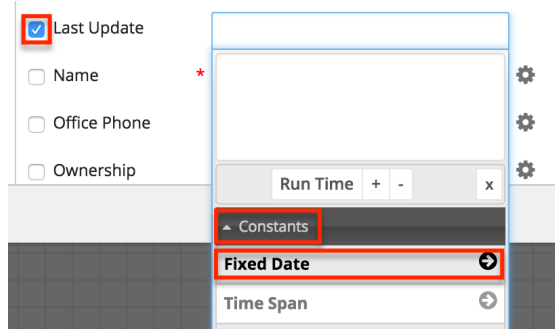 Last Update
Name *
Office Phone
Ownership
Run Time + - x
Constants
Fixed Date
Time Span